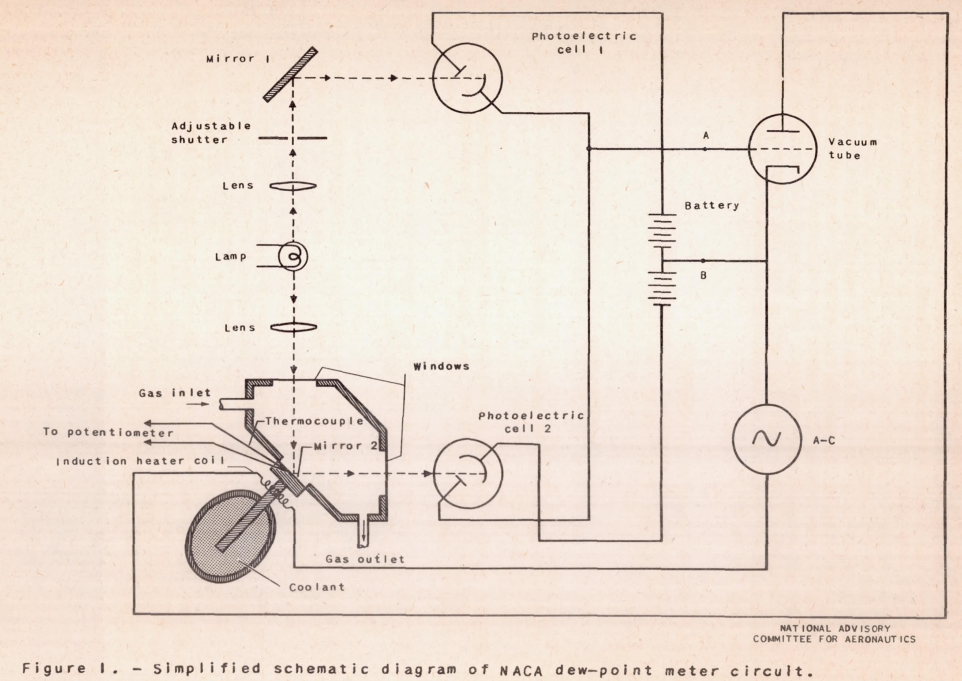 Photoelectric
cell 1
Mirror 1
Adjustable
shutter
A
Vacuum
tube
Lens
Battery
Lamp
B
Lens
Windows
Gas inlet
Thermocouple
Photoelectric
cell 2
To potentiometer
Mirror 2
A-C
Induction heater coil
Gas outlet
Coolant
NATIONAL ADVISORY
COMMITTEE FOR AERONAUTICS
Figure 1. - Simplified schematic diagram of NACA dew-point meter circuit.